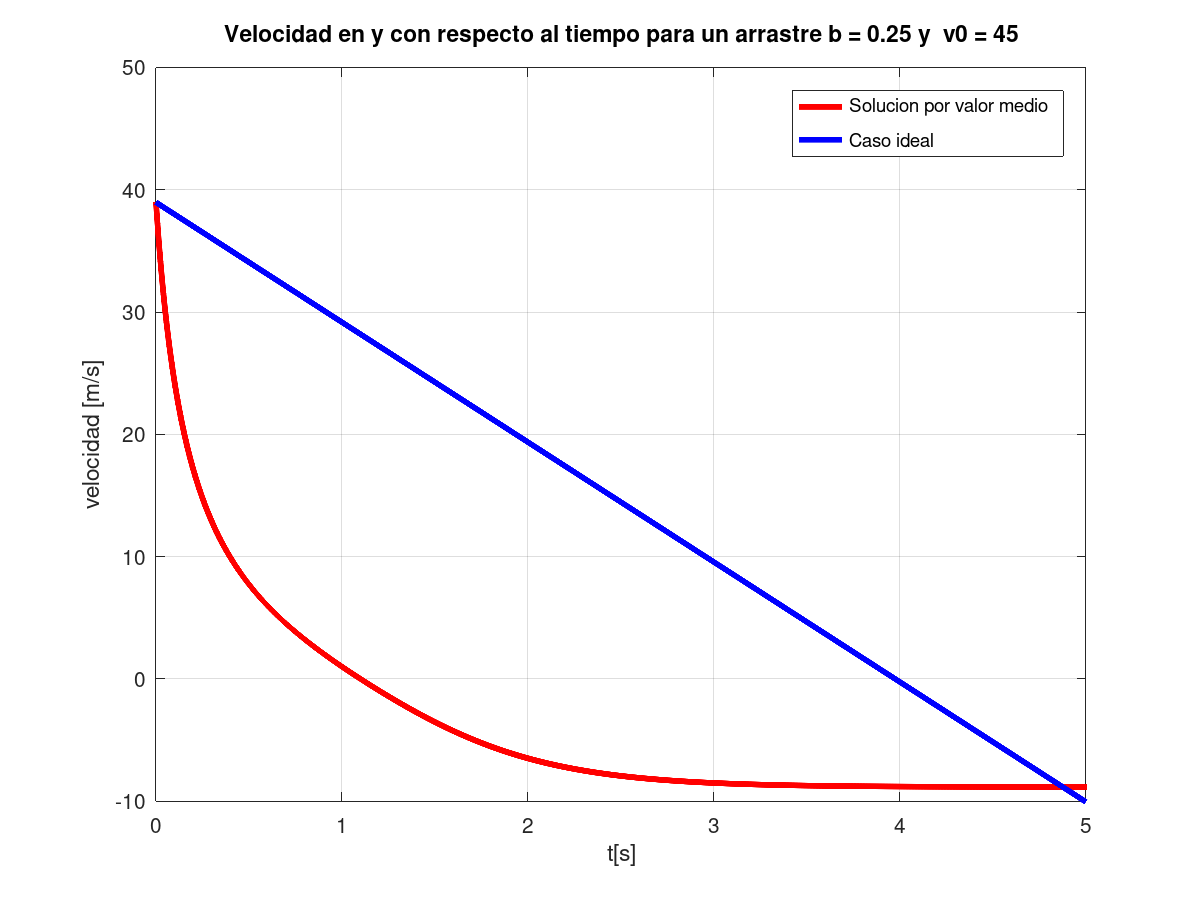 Velocidad en y con respecto al tiempo para un arrastre b = 0.25 y  v0 = 45
Solucion por valor medio
Caso ideal
velocidad [m/s]
50
40
30
20
10
0
-10
0
1
2
3
4
5
t[s]